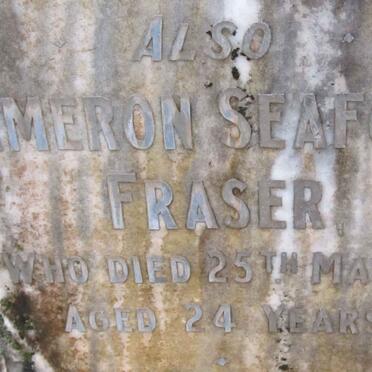 ALSO
MERON SEAF
FRASER
WHO DIED 25TH MA
AGED 24 YEARS